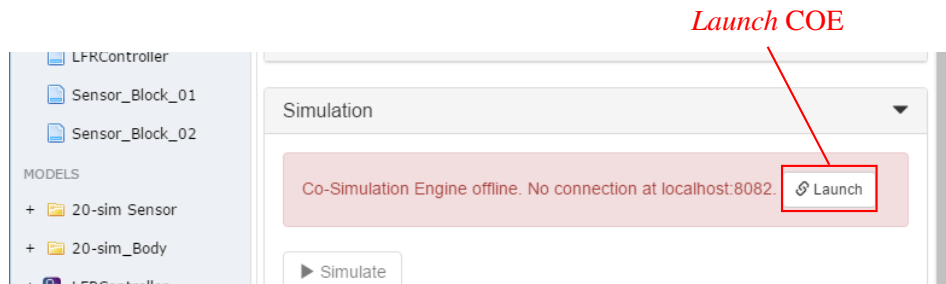 Launch COE
LFRController
Sensor_Block_01
Sensor_Block_02
MODELS
+ 20-sim Sensor
+ 20-sim_Body
LFRController
Simulation
Co-Simulation Engine offline. No connection at localhost:8082.
Launch
Simulate